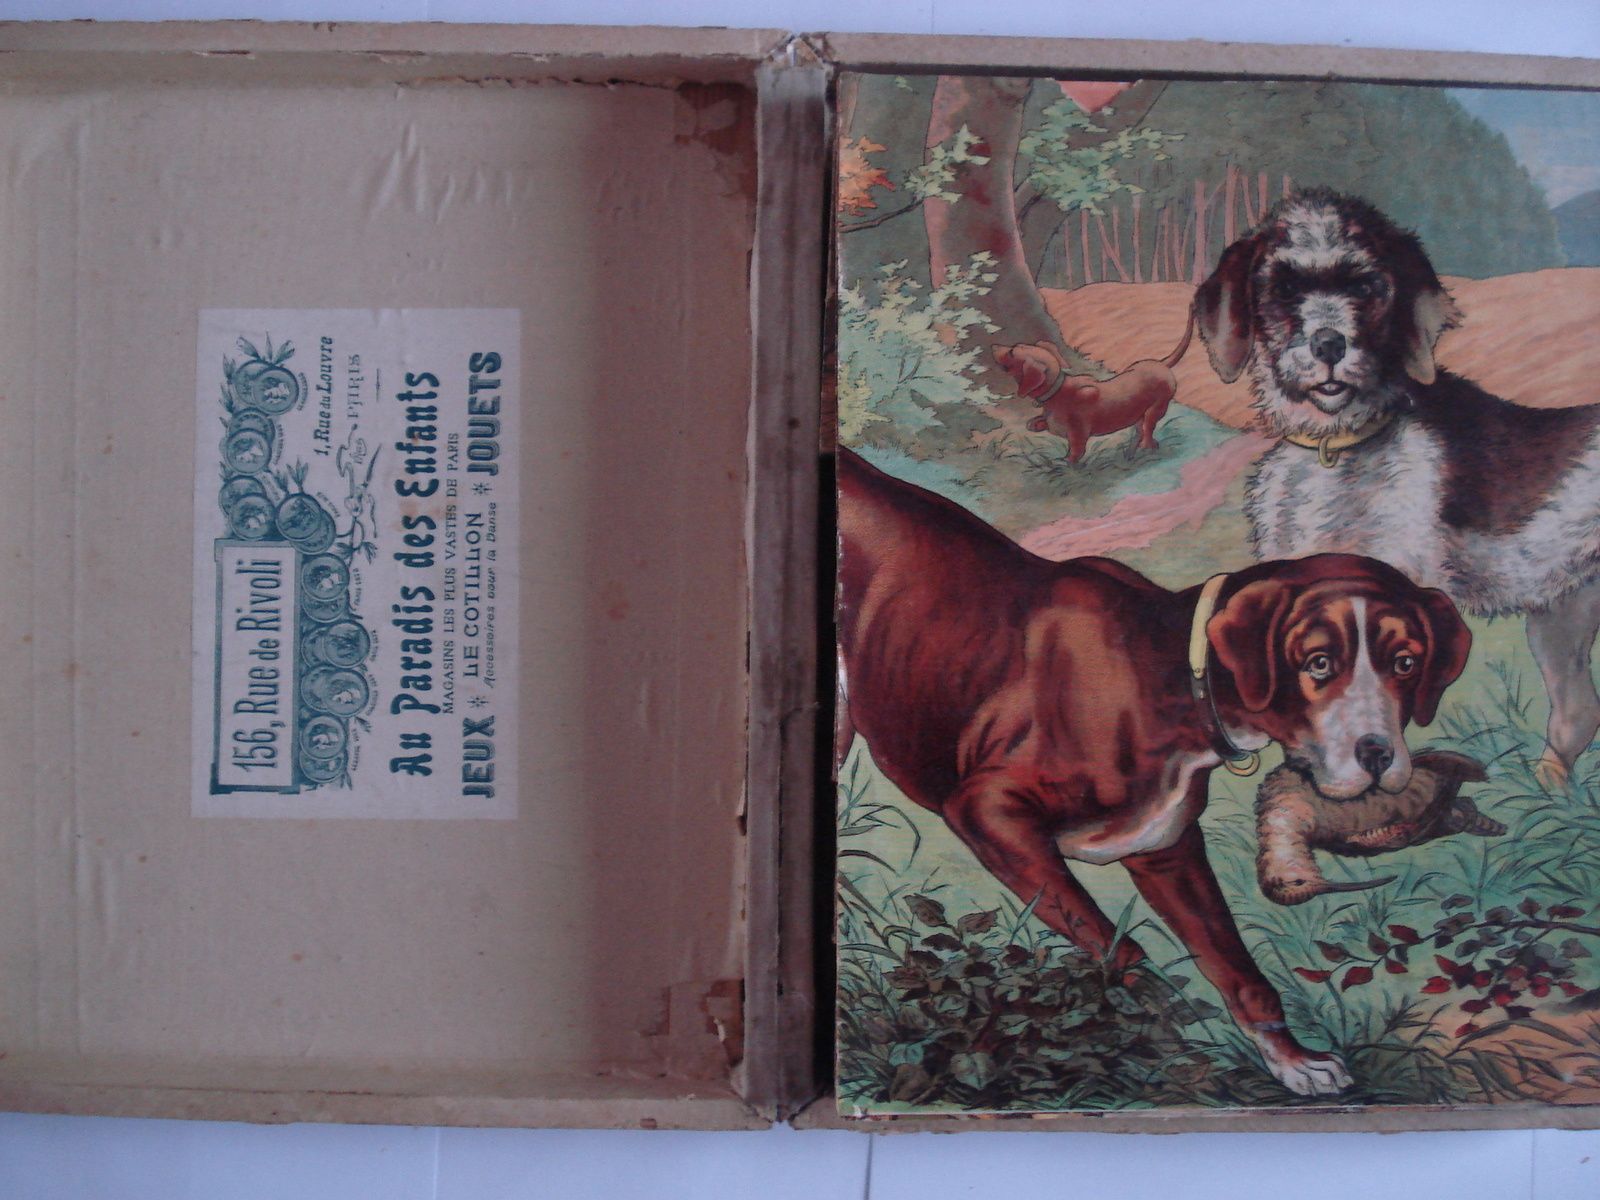 156, Rue de Rivoli
1, Rue du Louvre
PARIS
Au Paradis des Enfants
MAGASINS LES PLUS VASTES DE PARIS
JEUX * LE COTILLON * JOUETS
Accessoires pour la Danse